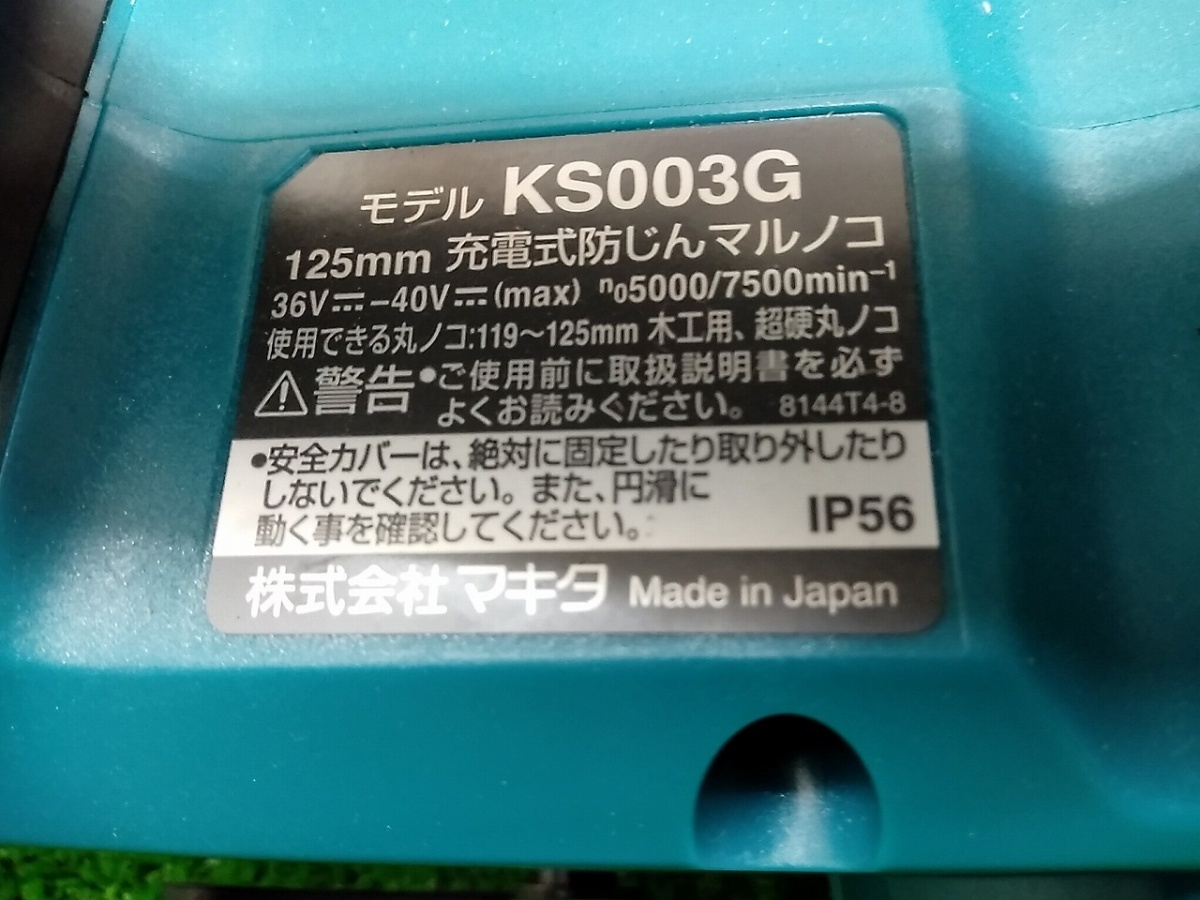 モデル KS003G
125mm 充電式防じんマルノコ
36V⎓-40V⎓(max) n₀5000/7500min⁻¹
使用できる丸ノコ:119～125mm 木工用、超硬丸ノコ
⚠警告 •ご使用前に取扱説明書を必ず
よくお読みください。 8144T4-8
•安全カバーは、絶対に固定したり取り外したり
しないでください。また、円滑に
動く事を確認してください。
IP56
株式会社マキタ Made in Japan